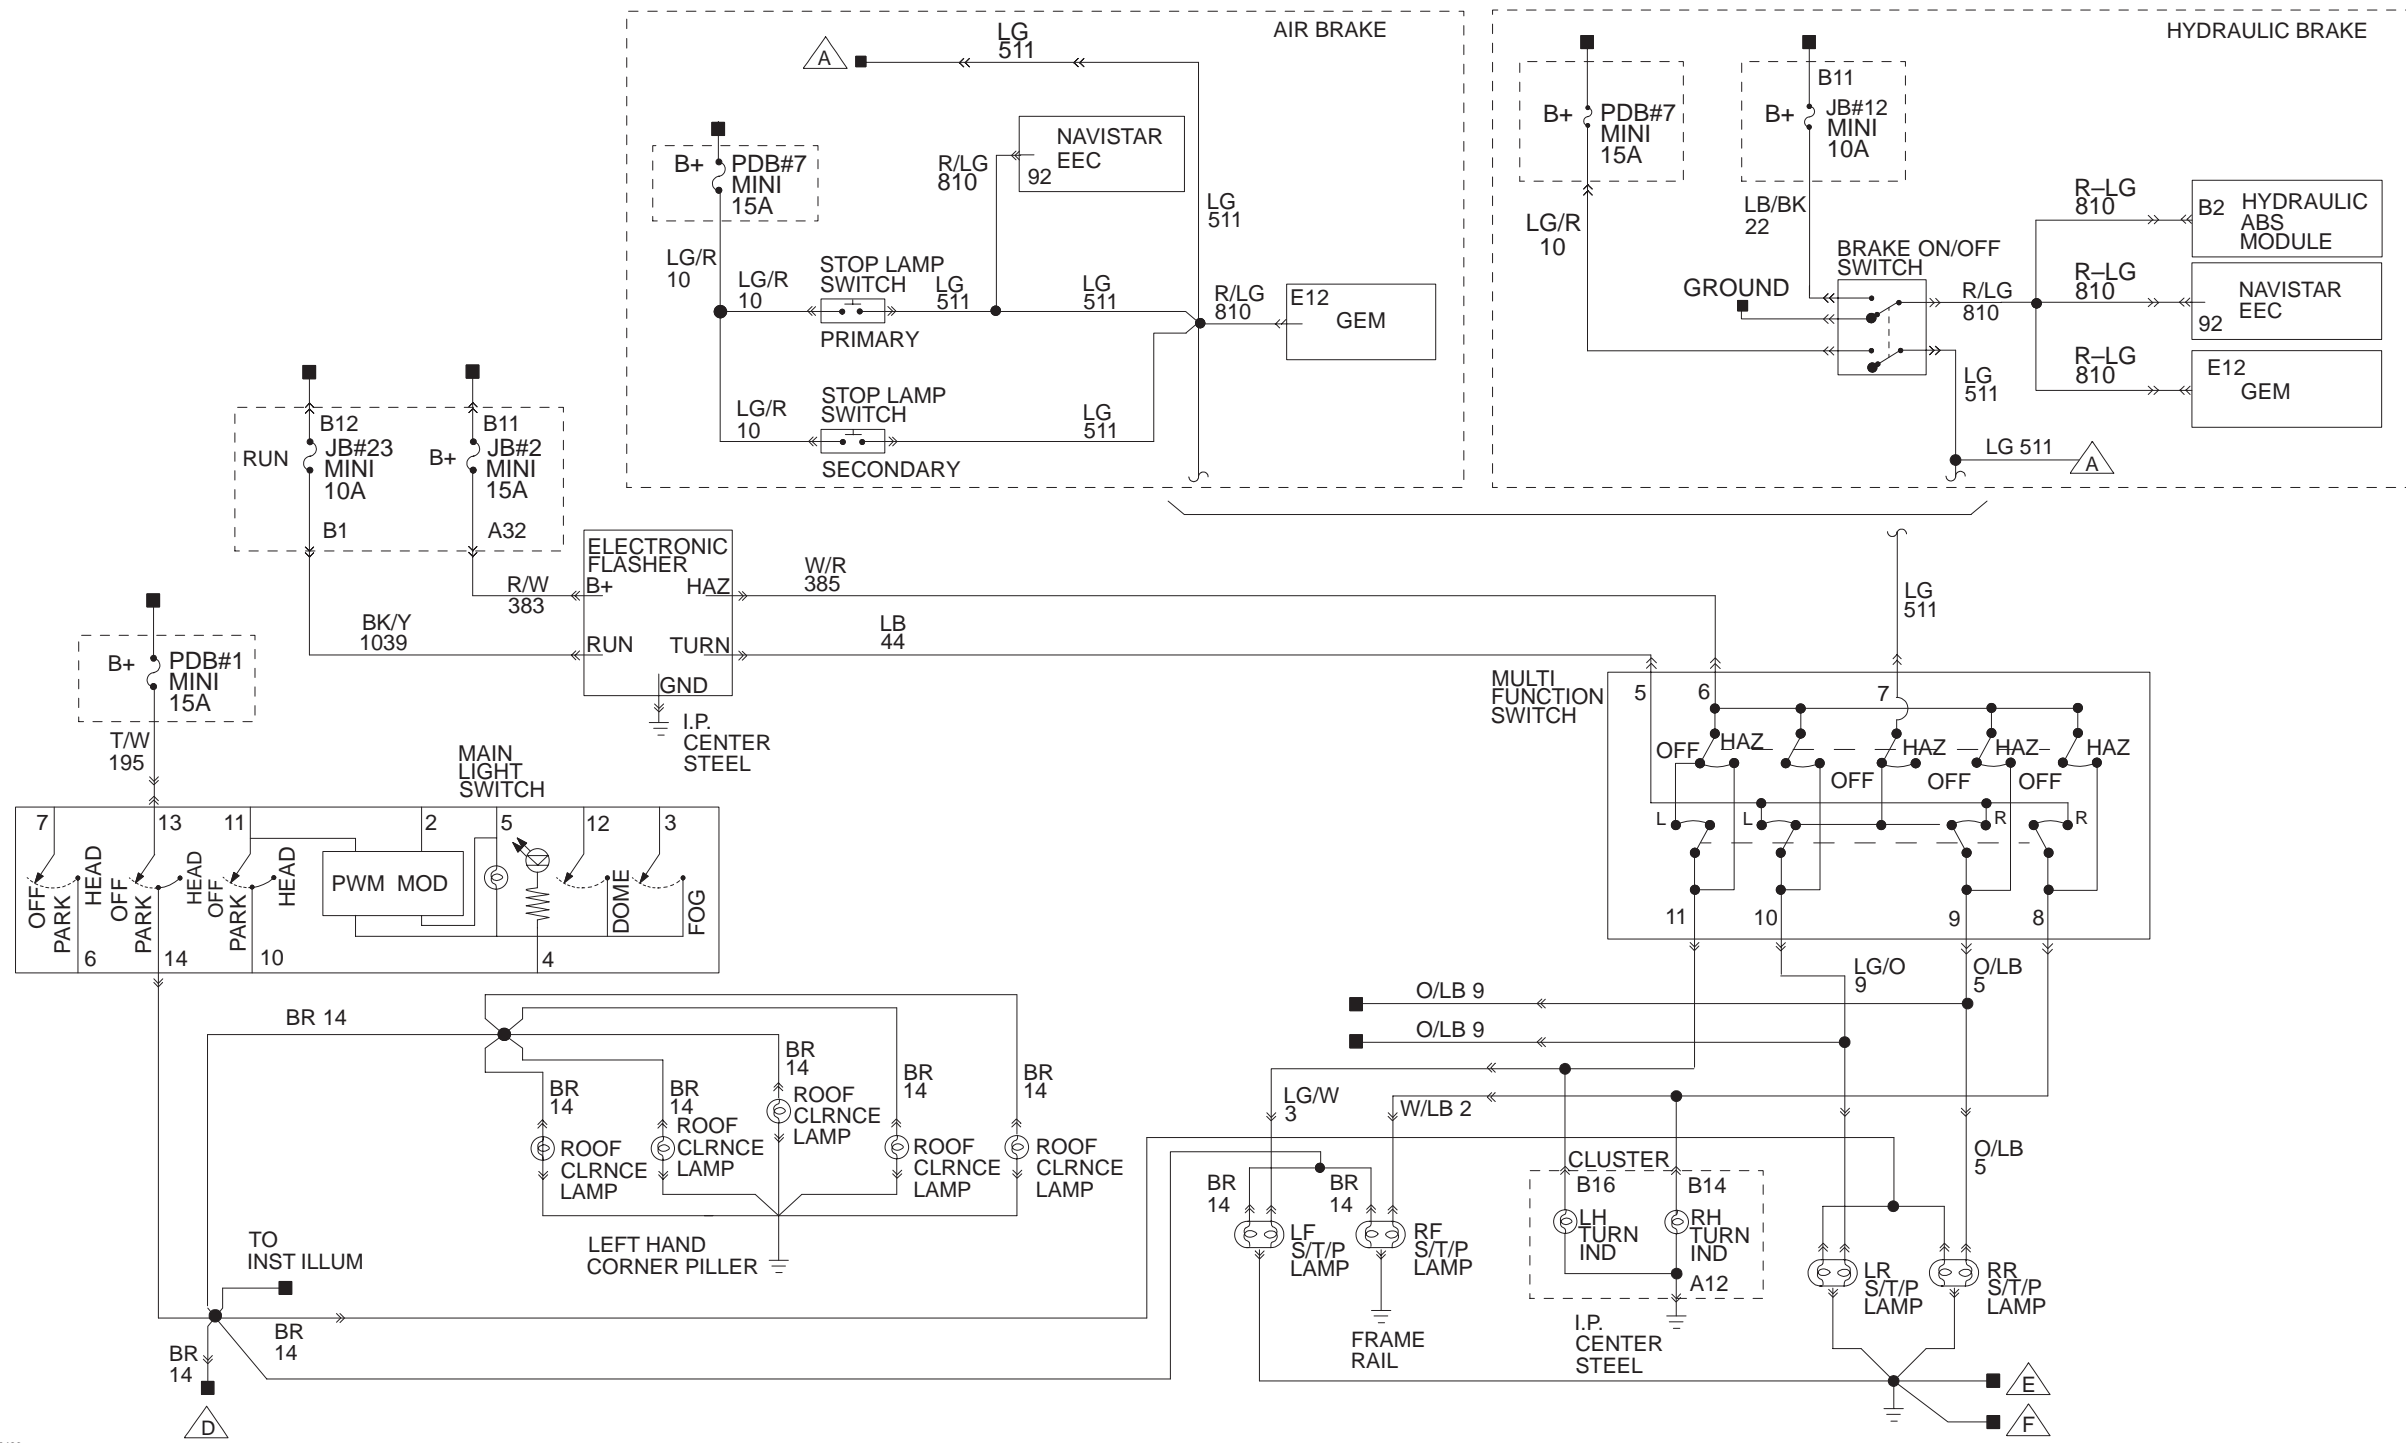 AIR BRAKE
LG
511
A
B+
PDB#7
MINI
15A
R/LG
810
NAVISTAR
EEC
92
LG
511
LG/R
10
LG/R
10
STOP LAMP
SWITCH
LG
511
LG
511
PRIMARY
R/LG
810
E12
GEM
LG/R
10
STOP LAMP
SWITCH
LG
511
SECONDARY
HYDRAULIC BRAKE
B+
PDB#7
MINI
15A
B11
B+
JB#12
MINI
10A
LG/R
10
LB/BK
22
GROUND
BRAKE ON/OFF
SWITCH
R/LG
810
R–LG
810
B2
HYDRAULIC
ABS
MODULE
R–LG
810
NAVISTAR
EEC
92
R–LG
810
E12
GEM
LG
511
LG 511
A
RUN
B12
JB#23
MINI
10A
B1
B+
B11
JB#2
MINI
15A
A32
R/W
383
BK/Y
1039
ELECTRONIC
FLASHER
B+
HAZ
RUN
TURN
GND
I.P.
CENTER
STEEL
W/R
385
LB
44
LG
511
B+
PDB#1
MINI
15A
T/W
195
MAIN
LIGHT
SWITCH
7
13
11
2
5
12
3
OFF
PARK
HEAD
OFF
PARK
HEAD
OFF
PARK
HEAD
PWM MOD
DOME
FOG
6
14
10
4
MULTI
FUNCTION
SWITCH
5
6
7
OFF
HAZ
HAZ
HAZ
HAZ
OFF
OFF
OFF
L
L
R
R
11
10
9
8
LG/O
9
O/LB
5
O/LB 9
O/LB 9
LG/W
3
W/LB 2
O/LB
5
BR 14
BR
14
BR
14
BR
14
BR
14
BR
14
ROOF
CLRNCE
LAMP
ROOF
CLRNCE
LAMP
ROOF
CLRNCE
LAMP
ROOF
CLRNCE
LAMP
ROOF
CLRNCE
LAMP
LEFT HAND
CORNER PILLER
TO
INST ILLUM
BR
14
BR
14
D
BR
14
BR
14
LF
S/T/P
LAMP
RF
S/T/P
LAMP
FRAME
RAIL
CLUSTER
B16
B14
LH
TURN
IND
RH
TURN
IND
A12
I.P.
CENTER
STEEL
LR
S/T/P
LAMP
RR
S/T/P
LAMP
E
F